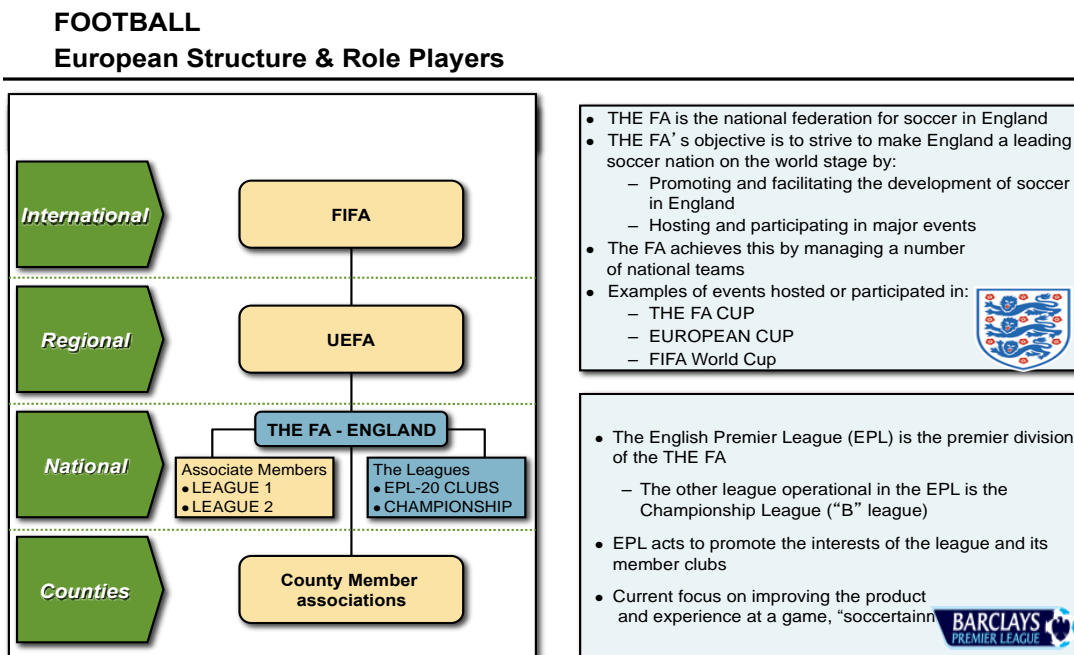 FOOTBALL
European Structure & Role Players
International
FIFA
Regional
UEFA
National
THE FA - ENGLAND
Associate Members
● LEAGUE 1
● LEAGUE 2
The Leagues
● EPL-20 CLUBS
● CHAMPIONSHIP
Counties
County Member
associations
● THE FA is the national federation for soccer in England
● THE FA’s objective is to strive to make England a leading
soccer nation on the world stage by:
– Promoting and facilitating the development of soccer
in England
– Hosting and participating in major events
● The FA achieves this by managing a number
of national teams
● Examples of events hosted or participated in:
– THE FA CUP
– EUROPEAN CUP
– FIFA World Cup
● The English Premier League (EPL) is the premier division
of the THE FA
– The other league operational in the EPL is the
Championship League (“B” league)
● EPL acts to promote the interests of the league and its
member clubs
● Current focus on improving the product
and experience at a game, “soccertainn
BARCLAYS
PREMIER LEAGUE